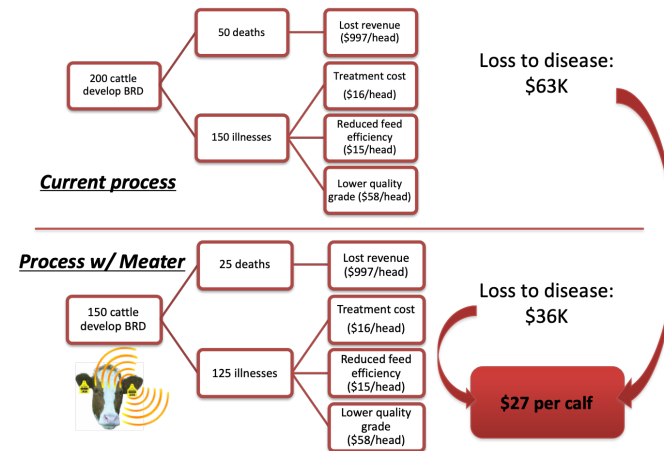 50 deaths
Lost revenue
($997/head)
200 cattle
develop BRD
Treatment cost
($16/head)
150 illnesses
Reduced feed
efficiency
($15/head)
Lower quality
grade ($58/head)
Loss to disease:
$63K
Current process
Process w/ Meater
25 deaths
Lost revenue
($997/head)
150 cattle
develop BRD
Treatment cost
($16/head)
125 illnesses
Reduced feed
efficiency
($15/head)
Lower quality
grade
($58/head)
Loss to disease:
$36K
$27 per calf